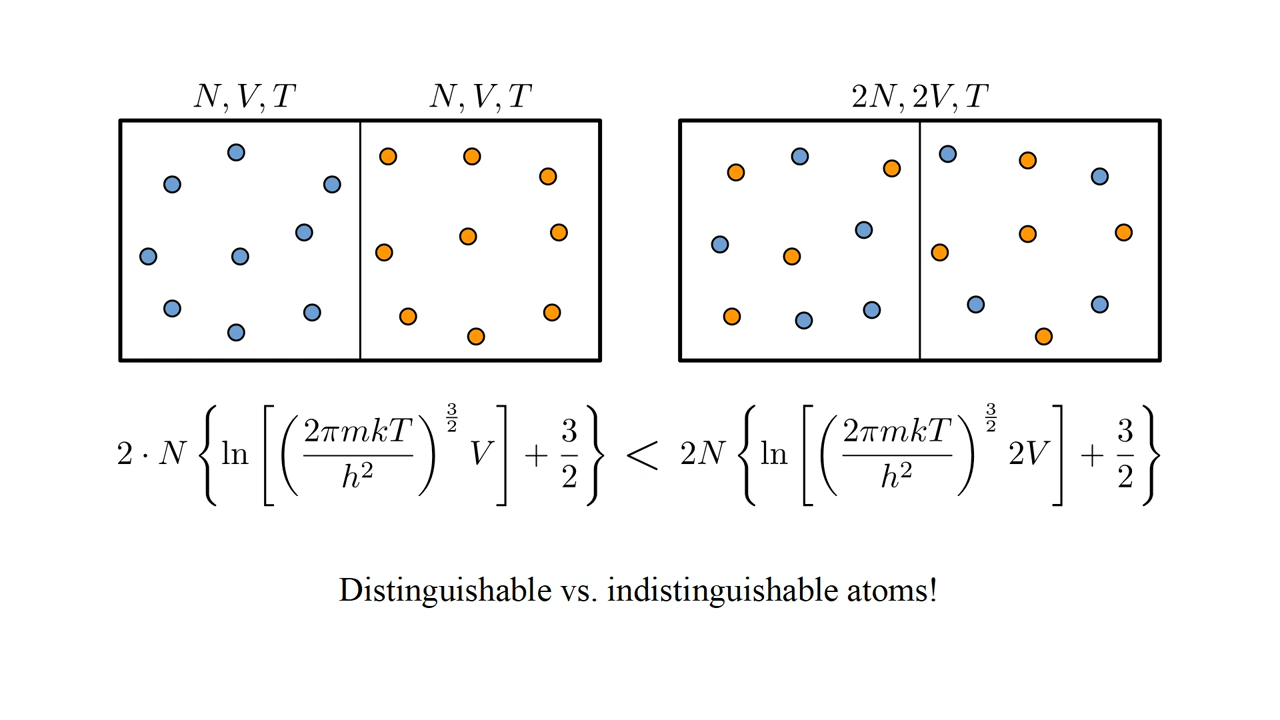 N, V, T N, V, T 2N, 2V, T
2 · N { ln [ ( 2πmkT / h² )^{3/2} V ] + 3/2 } < 2N { ln [ ( 2πmkT / h² )^{3/2} 2V ] + 3/2 }
Distinguishable vs. indistinguishable atoms!